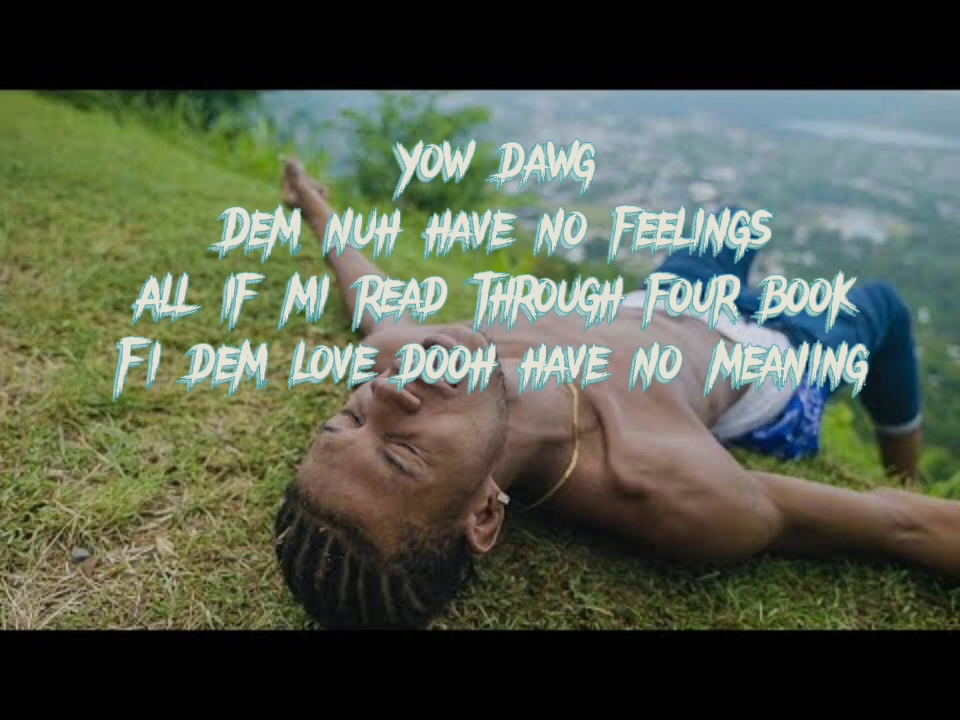 Yow Dawg
Dem nuh have no Feelings
All if mi Read Through Four Book
Fi dem love Dooh have no Meaning